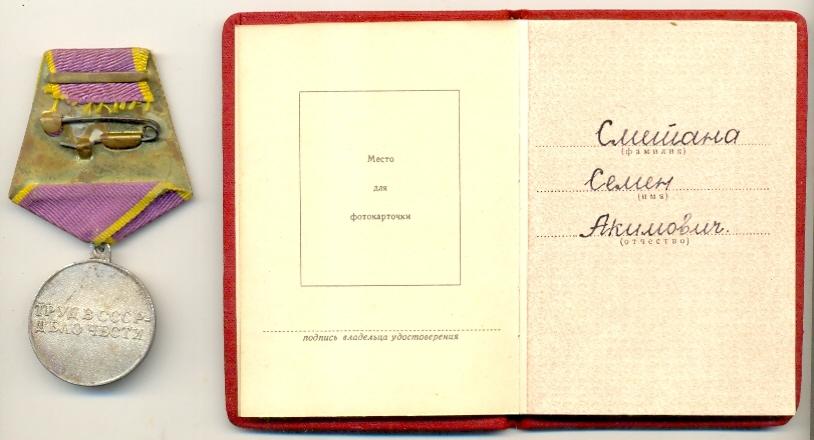 ТРУД В СССР-
ДЕЛО ЧЕСТИ
Место
для
фотокарточки
подпись владельца удостоверения
Сметана
(фамилия)
Семен
(имя)
Акимович.
(отчество)